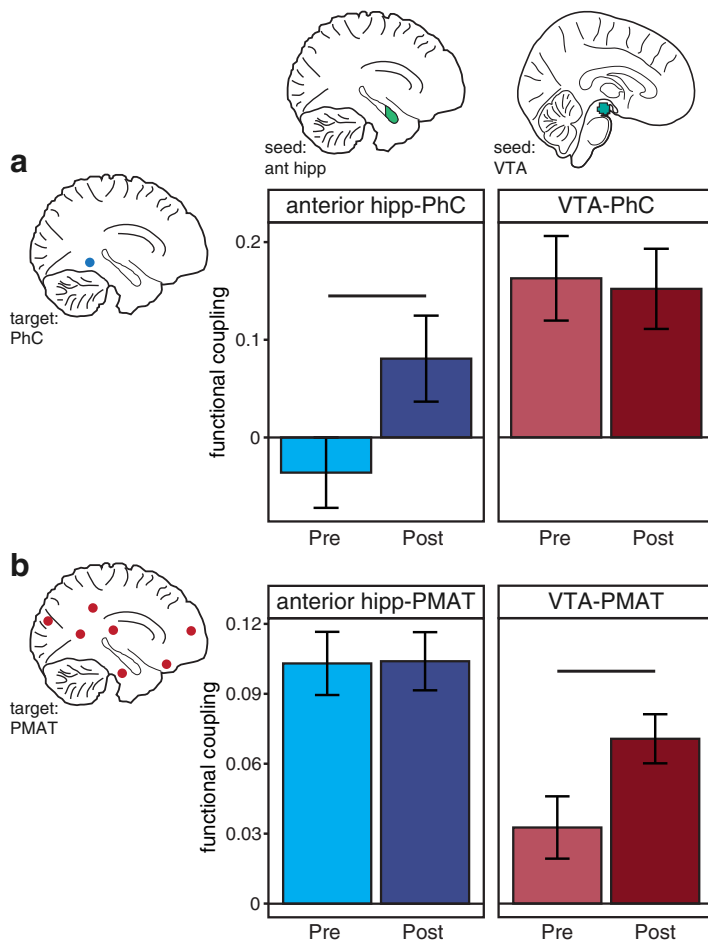 seed:
ant hipp
seed:
VTA
a
target:
PhC
anterior hipp-PhC
VTA-PhC
functional coupling
0.2
0.1
0
Pre
Post
Pre
Post
b
target:
PMAT
anterior hipp-PMAT
VTA-PMAT
functional coupling
0.12
0.09
0.06
0.03
0
Pre
Post
Pre
Post